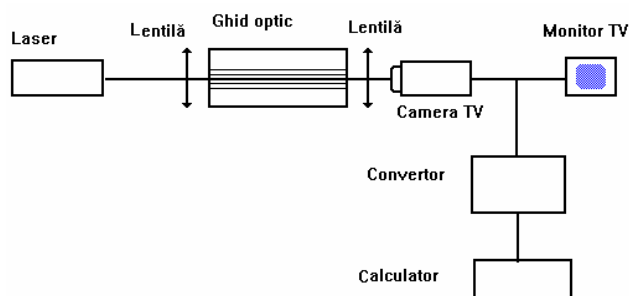 Laser
Lentilă
Ghid optic
Lentilă
Monitor TV
Camera TV
Convertor
Calculator